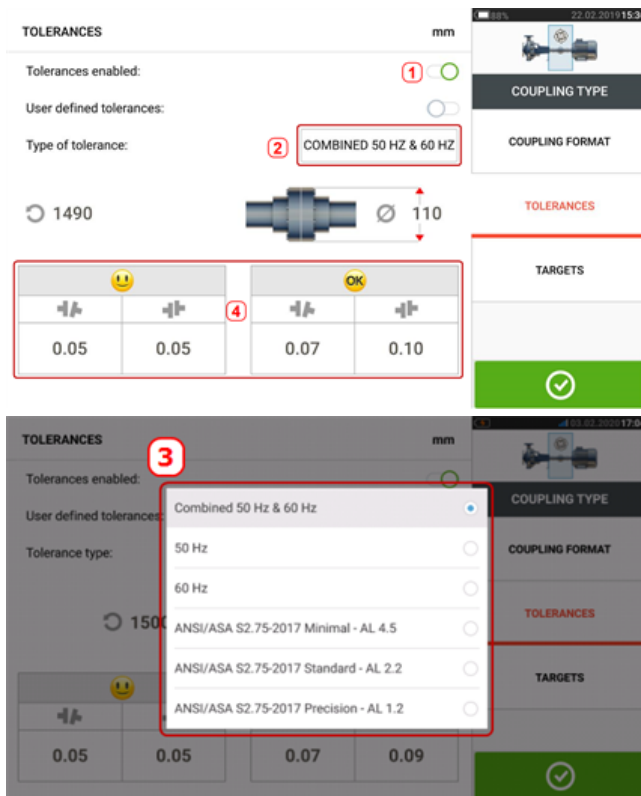 88% 22.02.2019 15:30
TOLERANCES mm
Tolerances enabled: 1
COUPLING TYPE
User defined tolerances:
Type of tolerance: 2 COMBINED 50 HZ & 60 HZ
COUPLING FORMAT
1490 Ø 110
TOLERANCES
OK
4
TARGETS
0.05 0.05 0.07 0.10
03.02.2020
TOLERANCES mm
3
Tolerances enabled:
COUPLING TYPE
User defined tolerances:
Tolerance type:
Combined 50 Hz & 60 Hz
50 Hz
60 Hz
ANSI/ASA S2.75-2017 Minimal - AL 4.5
ANSI/ASA S2.75-2017 Standard - AL 2.2
ANSI/ASA S2.75-2017 Precision - AL 1.2
COUPLING FORMAT
1500
TOLERANCES
TARGETS
0.05 0.05 0.07 0.09